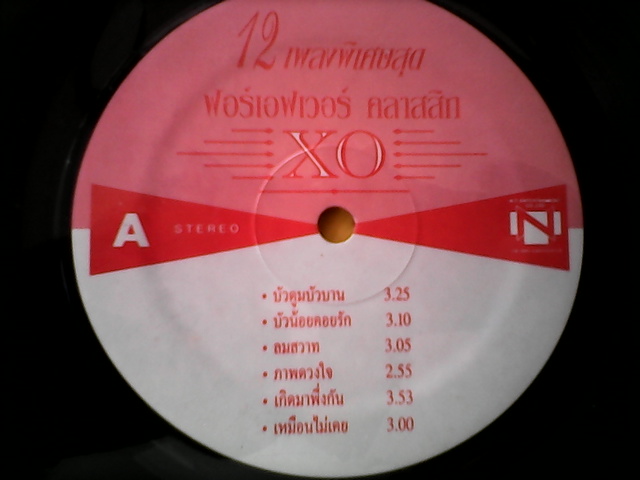 12 เพลงพิเศษสุด
ฟอร์เอฟเวอร์ คลาสสิก
XO
A STEREO N
• บัวตูมบัวบาน 3.25
• บัวน้อยคอยรัก 3.10
• ลมสวาท 3.05
• ภาพดวงใจ 2.55
• เกิดมาพึ่งกัน 3.53
• เหมือนไม่เคย 3.00